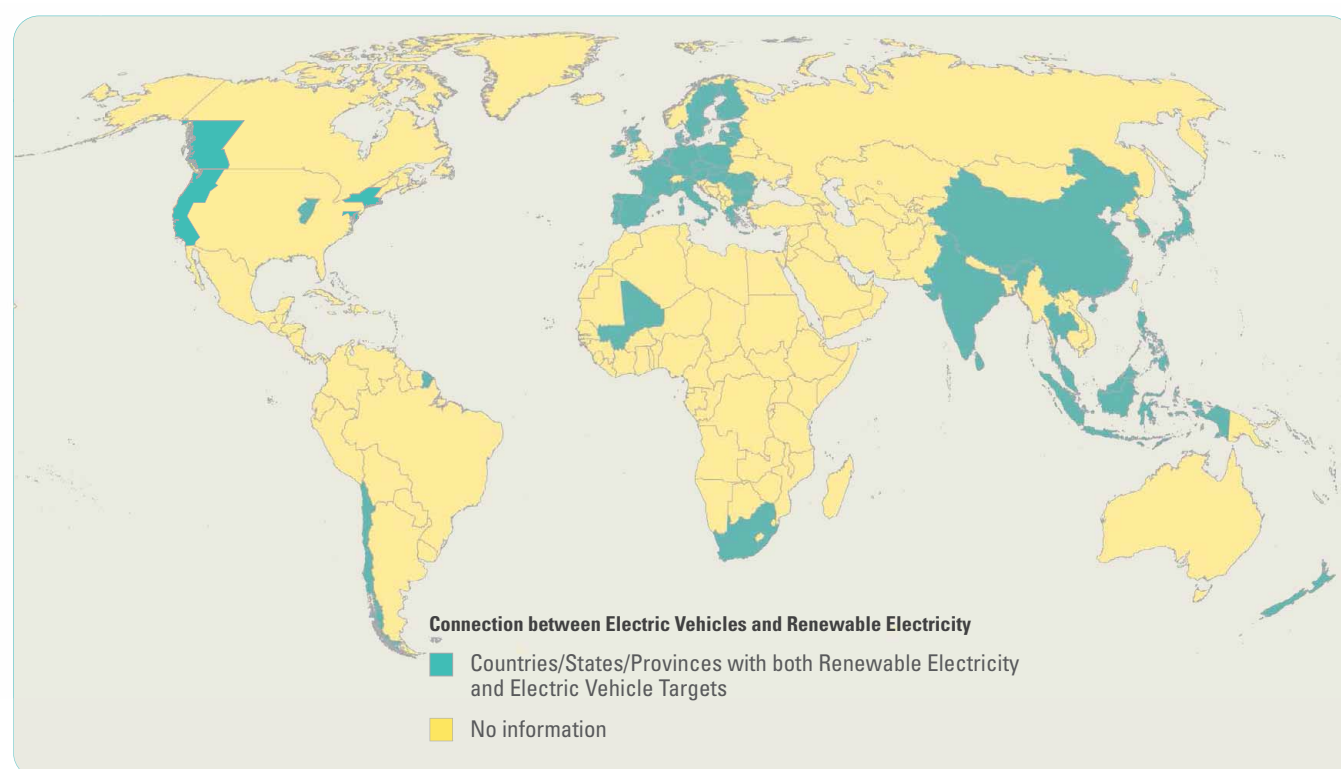 Connection between Electric Vehicles and Renewable Electricity
Countries/States/Provinces with both Renewable Electricity
and Electric Vehicle Targets
No information